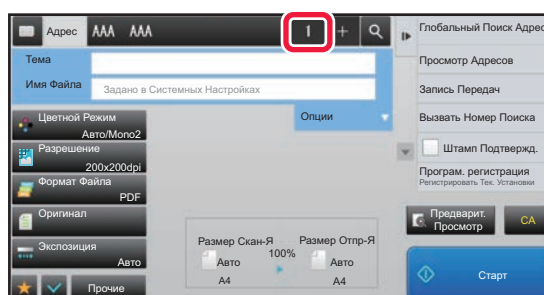 Адрес
ААА ААА
1
+
Тема
Имя Файла
Задано в Системных Настройках
Опции
Цветной Режим
Авто/Mono2
Разрешение
200x200dpi
Формат Файла
PDF
Оригинал
Экспозиция
Авто
Прочие
Размер Скан-Я
100%
Размер Отпр-Я
Авто
A4
Авто
A4
Глобальный Поиск Адрес
Просмотр Адресов
Запись Передач
Вызвать Номер Поиска
Штамп Подтвержд.
Програм. регистрация
Регистрировать Тек. Установки
Предварит.
Просмотр
CA
Старт